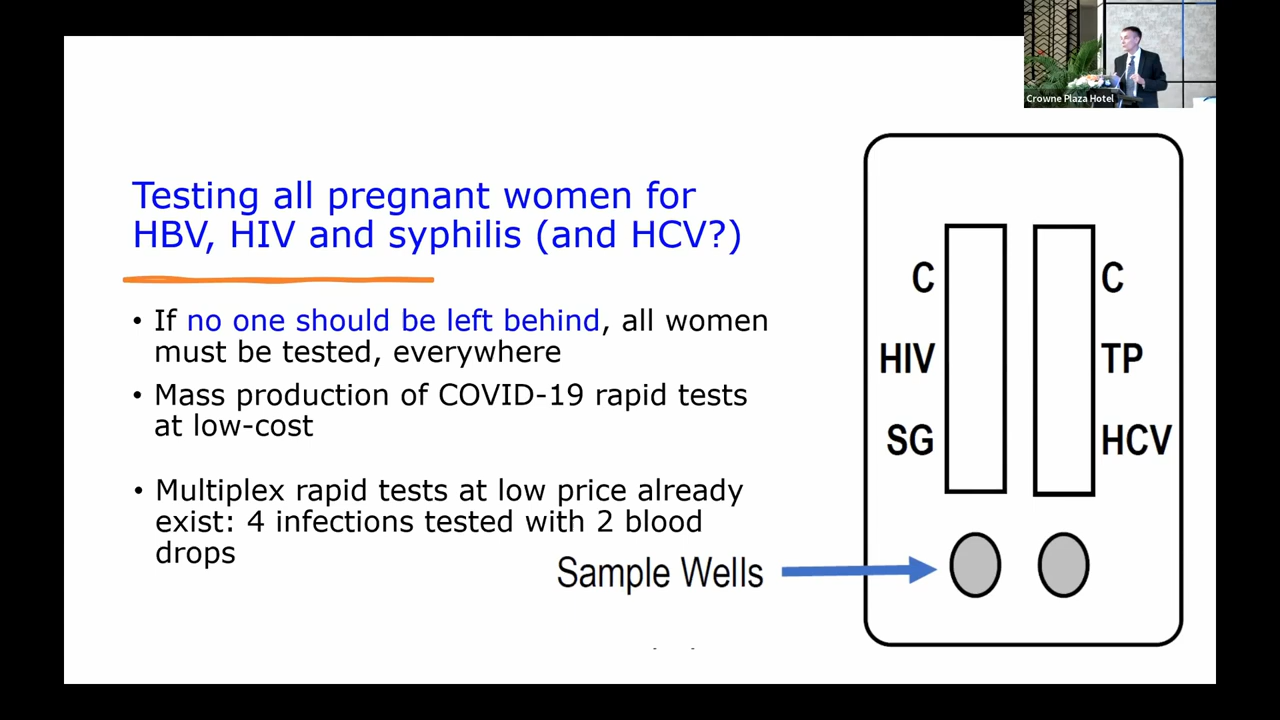 Crowne Plaza Hotel
Testing all pregnant women for
HBV, HIV and syphilis (and HCV?)
• If no one should be left behind, all women
must be tested, everywhere
• Mass production of COVID-19 rapid tests
at low-cost
• Multiplex rapid tests at low price already
exist: 4 infections tested with 2 blood
drops
Sample Wells
C
HIV
SG
C
TP
HCV